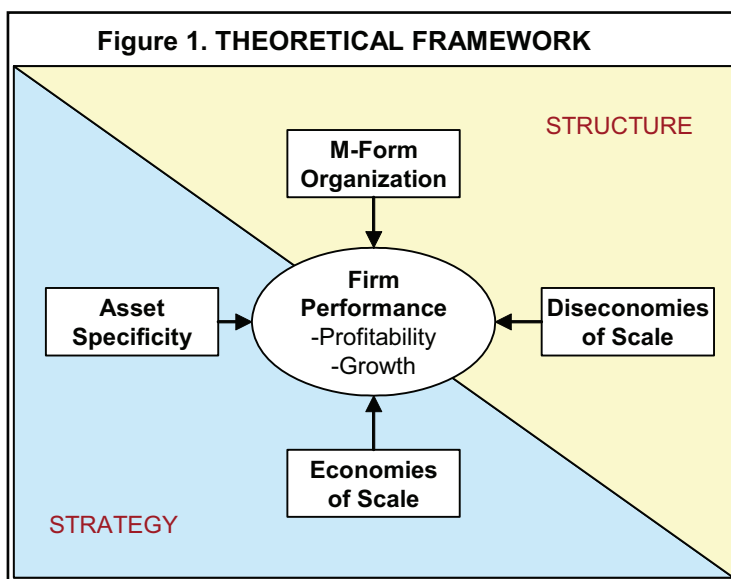 Figure 1. THEORETICAL FRAMEWORK
STRUCTURE
M-Form
Organization
Firm
Performance
-Profitability
-Growth
Asset
Specificity
Diseconomies
of Scale
Economies
of Scale
STRATEGY